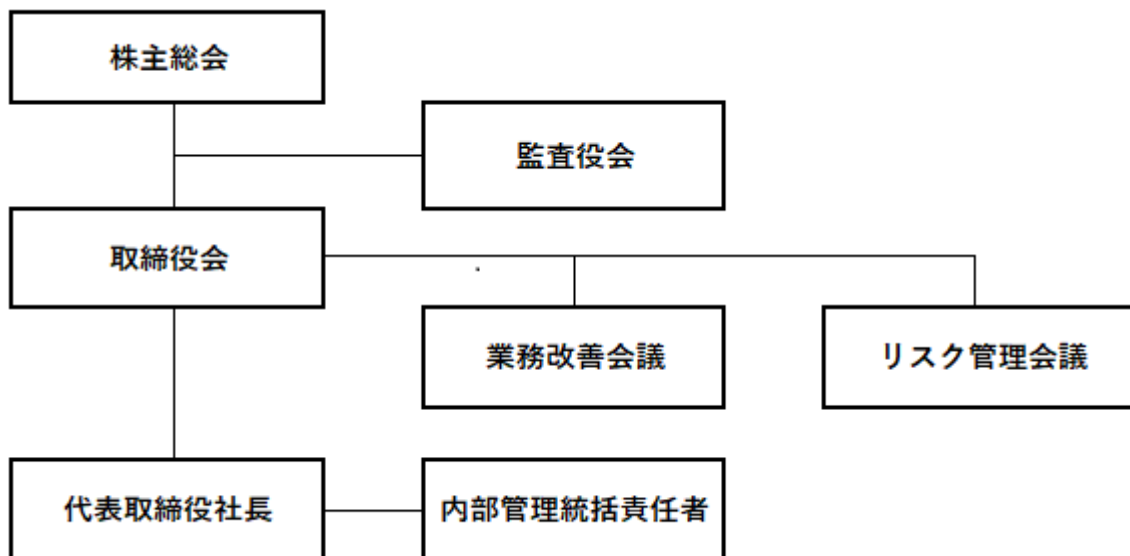 株主総会
監査役会
取締役会
業務改善会議
リスク管理会議
代表取締役社長
内部管理統括責任者